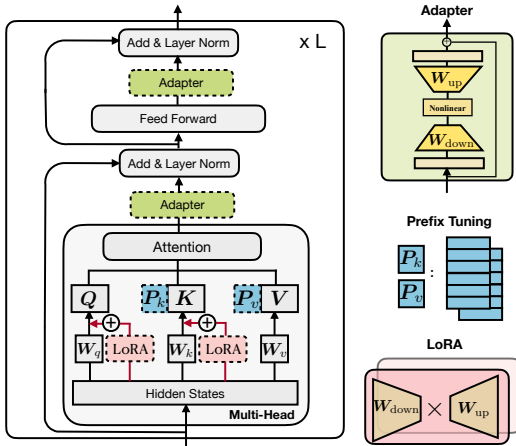 x L
Add & Layer Norm
Adapter
Feed Forward
Add & Layer Norm
Adapter
Attention
Q P_k K P_v V
+ +
W_q LoRA W_k LoRA W_v
Hidden States
Multi-Head
Adapter
+
W_up
Nonlinear
W_down
Prefix Tuning
P_k :
P_v
LoRA
W_down × W_up